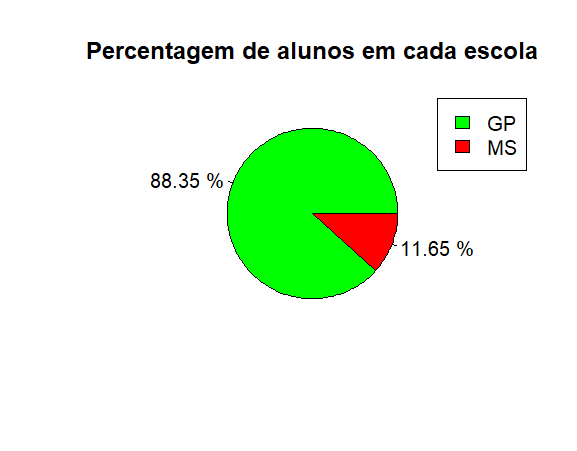 Percentagem de alunos em cada escola
GP
MS
88.35 %
11.65 %